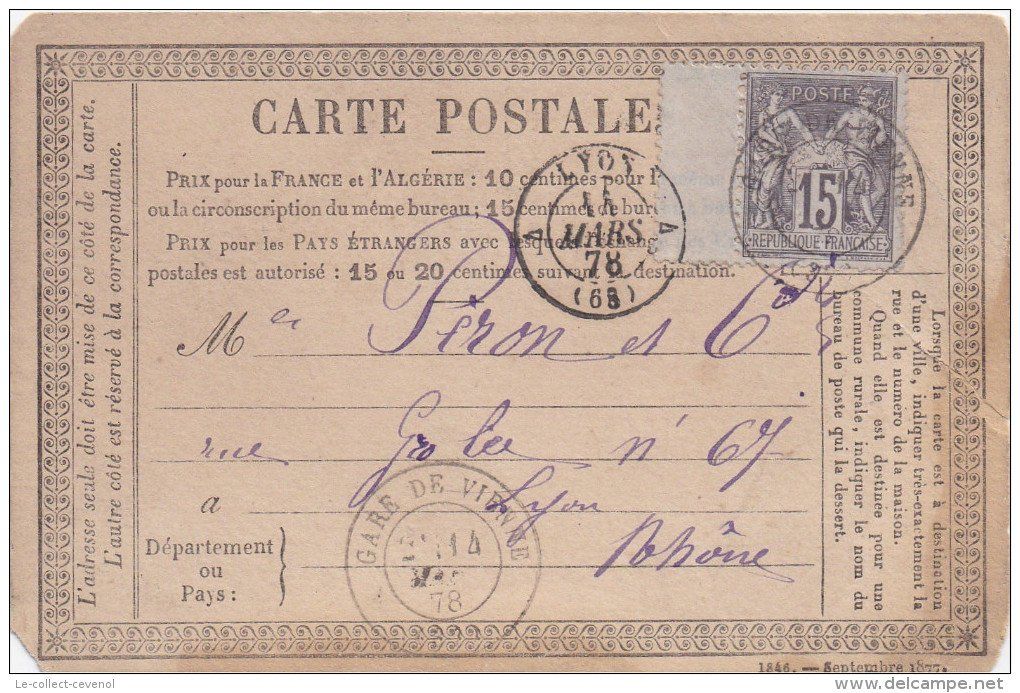 CARTE POSTALE
PRIX pour la FRANCE et l'ALGÉRIE : 10 centimes pour l'
ou la circonscription du même bureau ; 15 centimes de bur
PRIX pour les PAYS ÉTRANGERS avec lesquels l'échang
postales est autorisé : 15 ou 20 centimes suivant la destination.
POSTE
15
REPUBLIQUE FRANÇAISE
LYON
MARS
78
(68)
A
Péron et Cie
rue Grolée n° 67
à Lyon
Rhône
Département
ou
Pays :
GARE DE VIENNE
14
78
L'adresse seule doit être mise de ce côté de la carte.
L'autre côté est réservé à la correspondance.
Lorsque la carte est à destination
d'une ville, indiquer très-exactement la
rue et le numéro de la maison.
Quand elle est destinée pour une
commune rurale, indiquer le nom du
bureau de poste qui la dessert.
1846. — Septembre 1877.
Le-collect-cevenol
delcampe.net